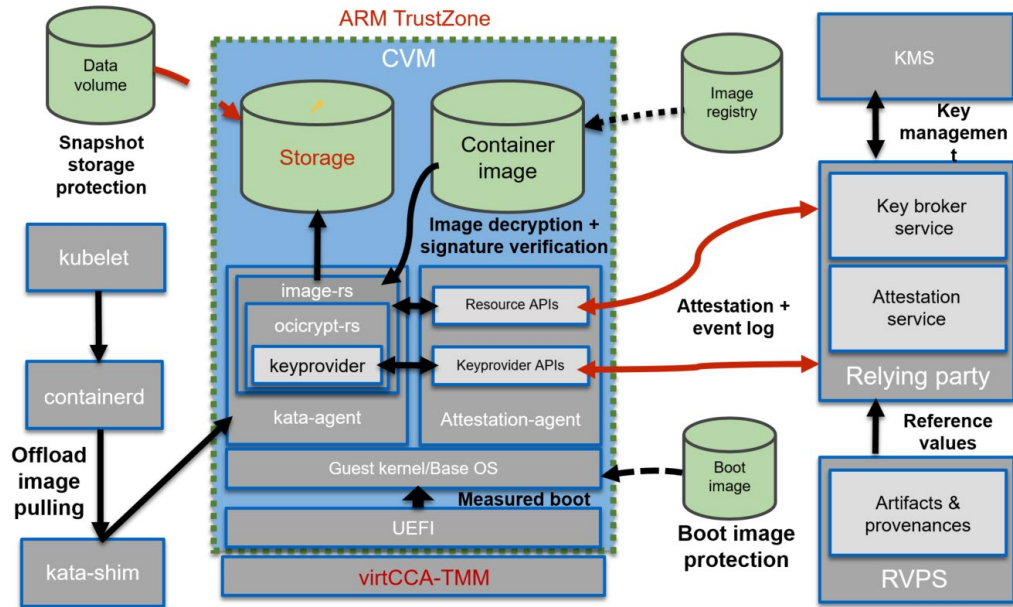 ARM TrustZone
Data
volume
Snapshot
storage
protection
CVM
Storage
Container
image
Image
registry
KMS
Key
managemen
t
Image decryption +
signature verification
Key broker
service
Attestation
service
Relying party
Attestation +
event log
kubelet
containerd
Offload
image
pulling
kata-shim
image-rs
ocicrypt-rs
keyprovider
kata-agent
Resource APIs
Keyprovider APIs
Attestation-agent
Guest kernel/Base OS
Measured boot
UEFI
virtCCA-TMM
Boot
image
Boot image
protection
Reference
values
Artifacts &
provenances
RVPS